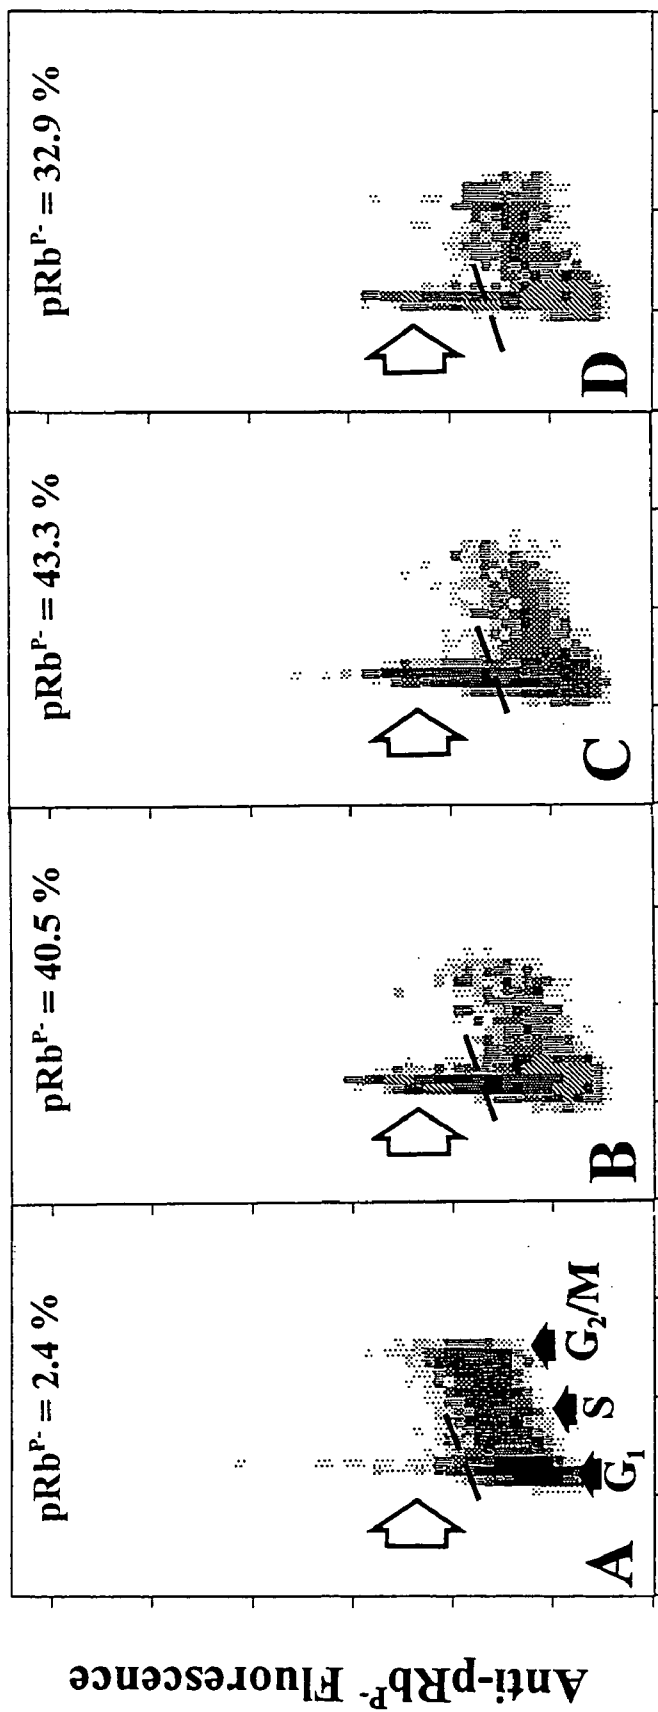 Anti-pRbP- Fluorescence
pRbP- = 2.4 %
A
G1
S
G2/M
pRbP- = 40.5 %
B
pRbP- = 43.3 %
C
pRbP- = 32.9 %
D